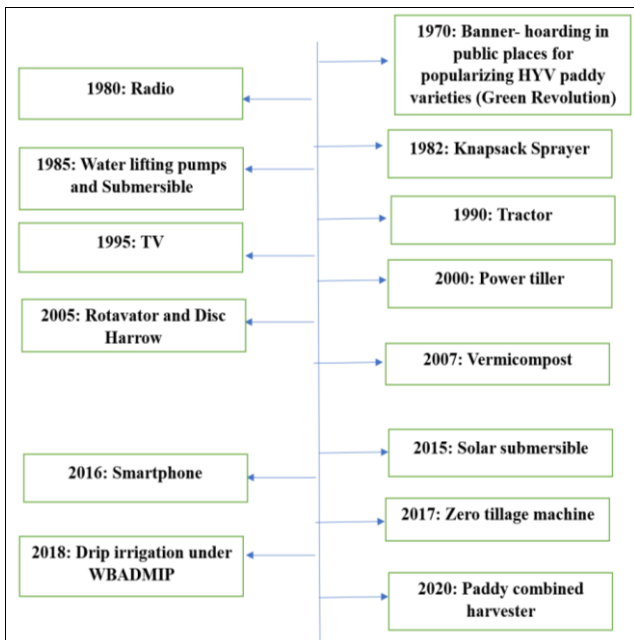 1970: Banner- hoarding in
public places for
popularizing HYV paddy
varieties (Green Revolution)
1980: Radio
1982: Knapsack Sprayer
1985: Water lifting pumps
and Submersible
1990: Tractor
1995: TV
2000: Power tiller
2005: Rotavator and Disc
Harrow
2007: Vermicompost
2015: Solar submersible
2016: Smartphone
2017: Zero tillage machine
2018: Drip irrigation under
WBADMIP
2020: Paddy combined
harvester